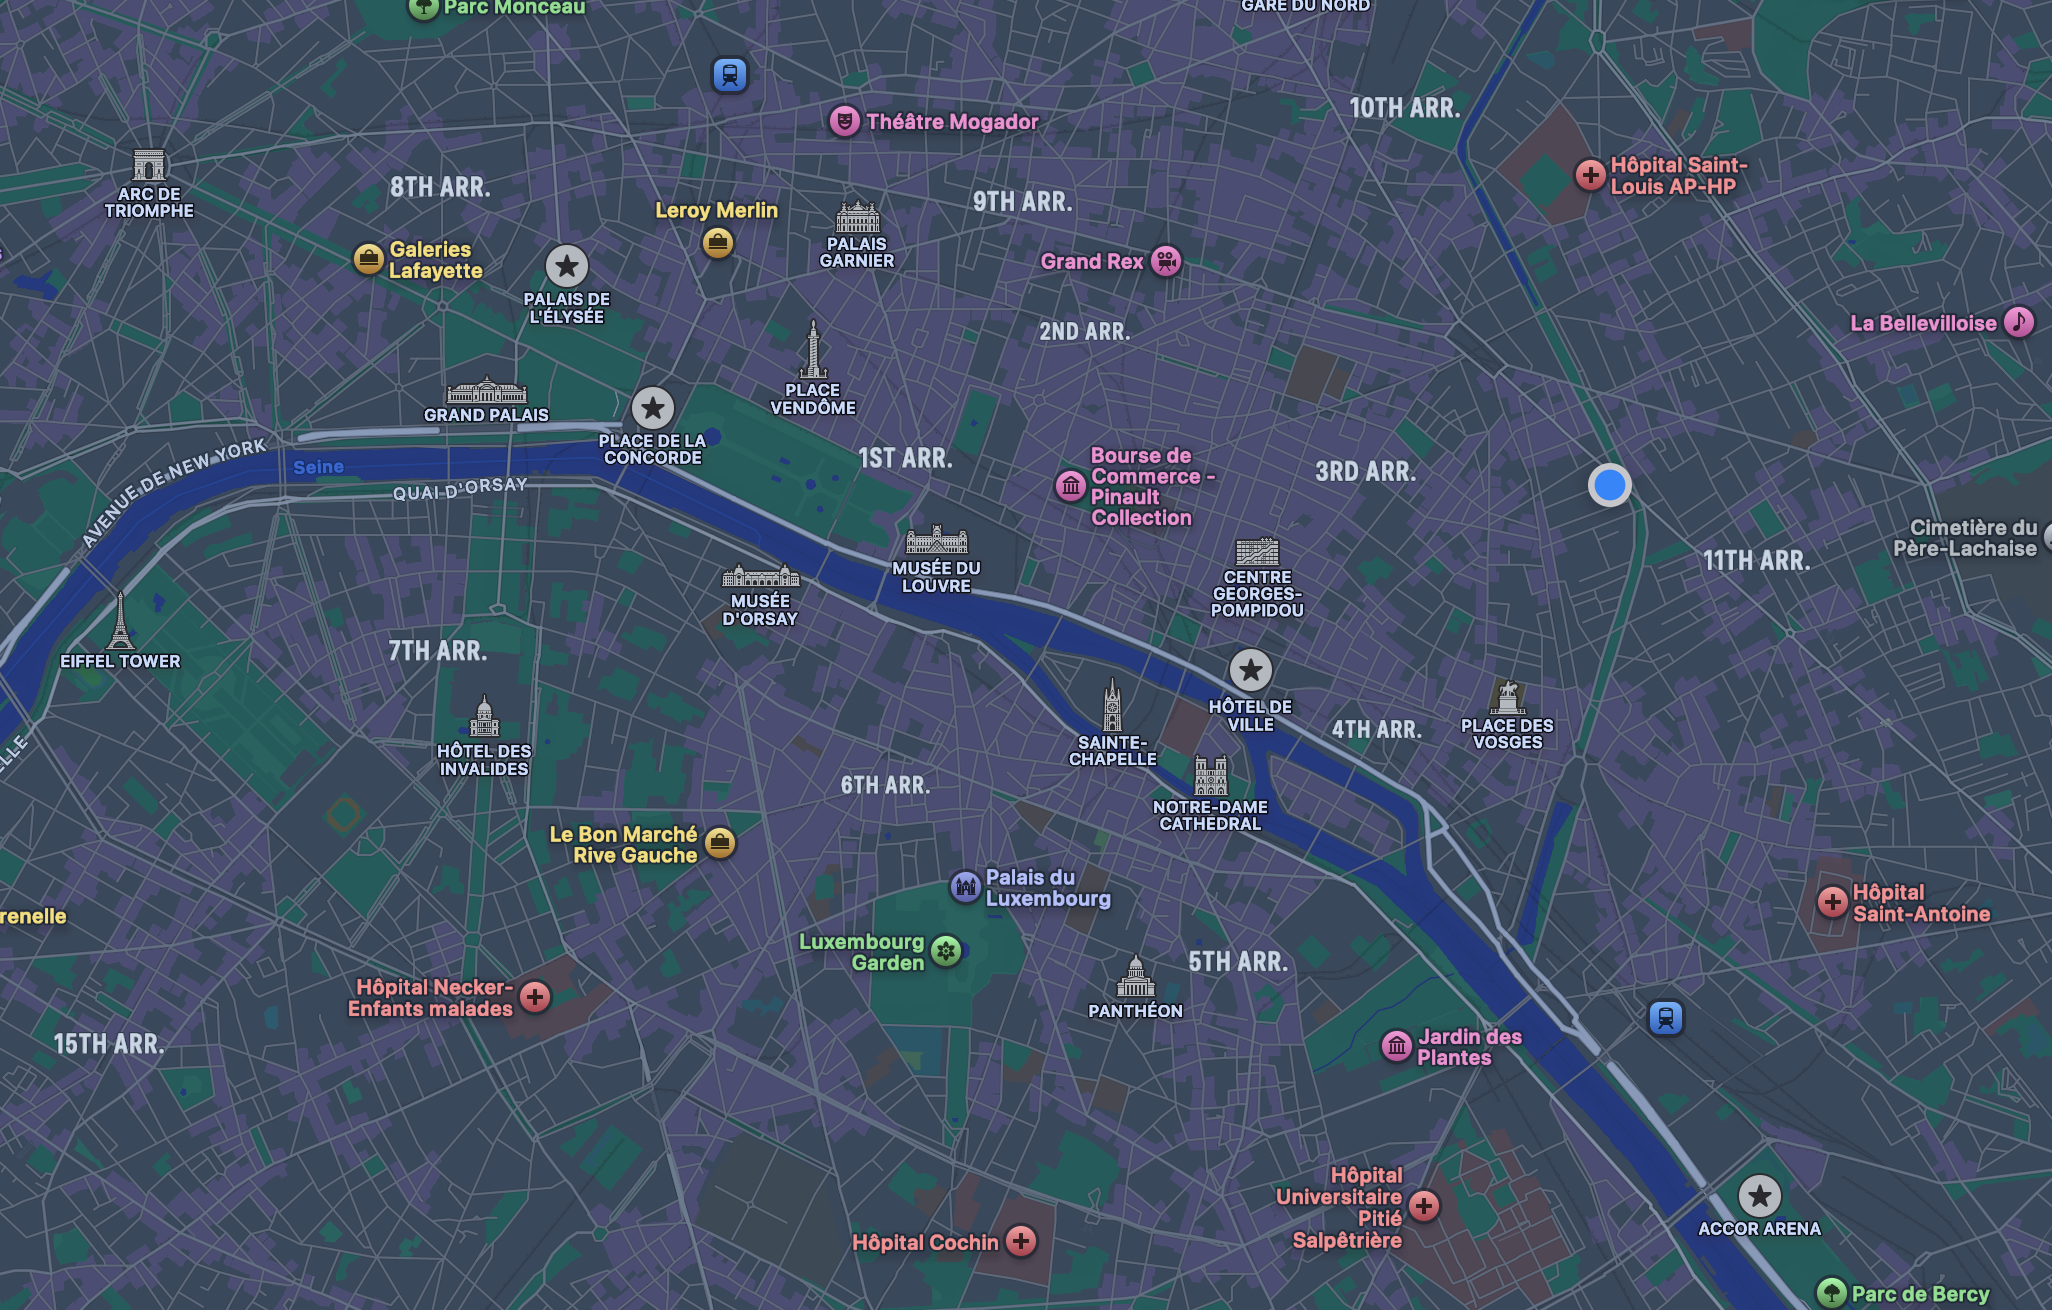 Parc Monceau
GARE DU NORD
10TH ARR.
Théâtre Mogador
Hôpital Saint-
Louis AP-HP
ARC DE
TRIOMPHE
8TH ARR.
Leroy Merlin
9TH ARR.
PALAIS
GARNIER
Galeries
Lafayette
Grand Rex
PALAIS DE
L'ÉLYSÉE
2ND ARR.
La Bellevilloise
PLACE
VENDÔME
GRAND PALAIS
PLACE DE LA
CONCORDE
AVENUE DE NEW YORK
Seine
QUAI D'ORSAY
1ST ARR.
Bourse de
Commerce -
Pinault
Collection
3RD ARR.
Cimetière du
Père-Lachaise
11TH ARR.
MUSÉE DU
LOUVRE
CENTRE
GEORGES-
POMPIDOU
MUSÉE
D'ORSAY
EIFFEL TOWER
7TH ARR.
HÔTEL DE
VILLE
4TH ARR.
PLACE DES
VOSGES
SAINTE-
CHAPELLE
HÔTEL DES
INVALIDES
ELLE
6TH ARR.
NOTRE-DAME
CATHEDRAL
Le Bon Marché
Rive Gauche
Palais du
Luxembourg
Hôpital
Saint-Antoine
renelle
Luxembourg
Garden
5TH ARR.
Hôpital Necker-
Enfants malades
PANTHÉON
15TH ARR.
Jardin des
Plantes
Hôpital
Universitaire
Pitié
Salpêtrière
Hôpital Cochin
ACCOR ARENA
Parc de Bercy